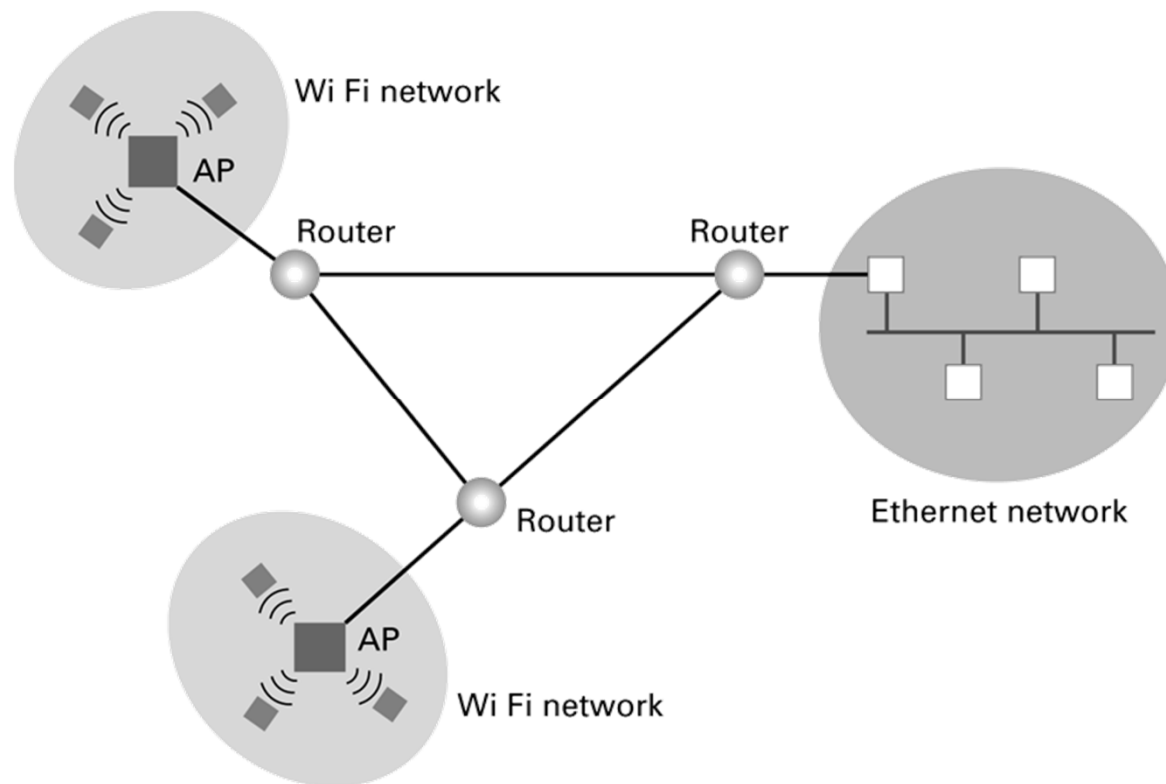 Wi Fi network
AP
Router
Router
Router
Ethernet network
AP
Wi Fi network